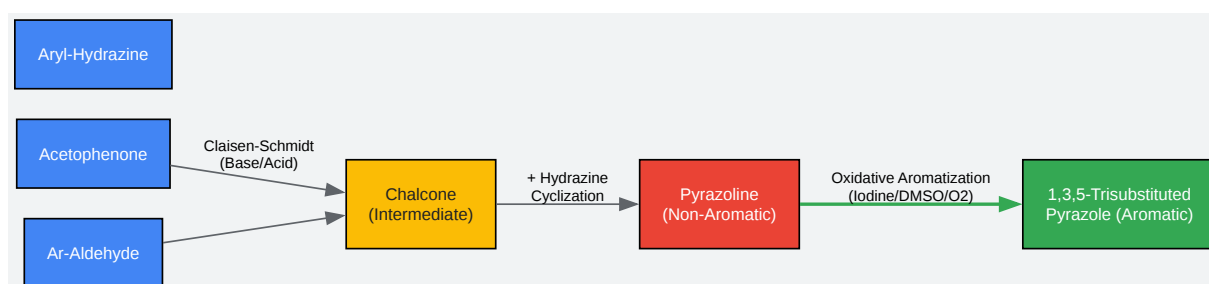 Aryl-Hydrazine
Acetophenone
Ar-Aldehyde
Claisen-Schmidt
(Base/Acid)
Chalcone
(Intermediate)
+ Hydrazine
Cyclization
Pyrazoline
(Non-Aromatic)
Oxidative Aromatization
(Iodine/DMSO/O2)
1,3,5-Trisubstituted
Pyrazole (Aromatic)